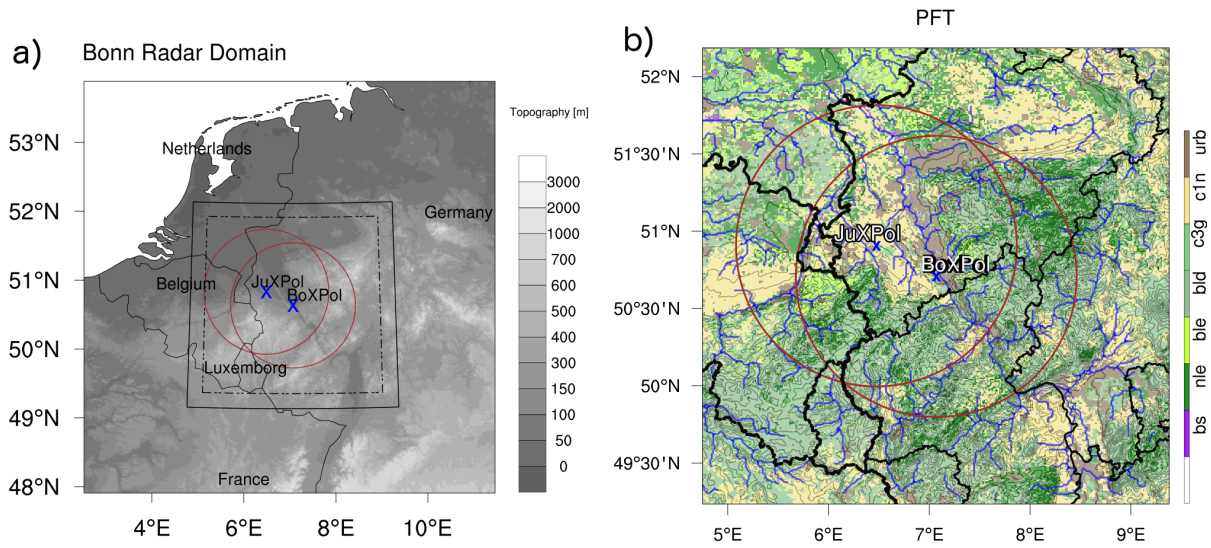 a)
Bonn Radar Domain
Topography [m]
53°N
52°N
51°N
50°N
49°N
48°N
4°E
6°E
8°E
10°E
Netherlands
Germany
Belgium
JuXPol
BoXPol
Luxemborg
France
3000
2000
1000
700
600
500
400
300
150
100
50
0
b)
PFT
52°N
51°30'N
51°N
50°30'N
50°N
49°30'N
5°E
6°E
7°E
8°E
9°E
JuXPol
BoXPol
urb
c1n
c3g
bld
ble
nle
bs